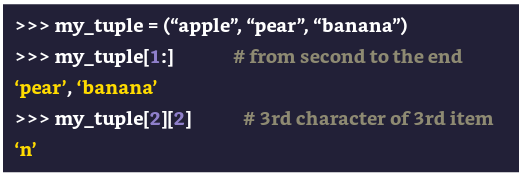 >>> my_tuple = (“apple”, “pear”, “banana”)
>>> my_tuple[1:] # from second to the end
‘pear’, ‘banana’
>>> my_tuple[2][2] # 3rd character of 3rd item
‘n’